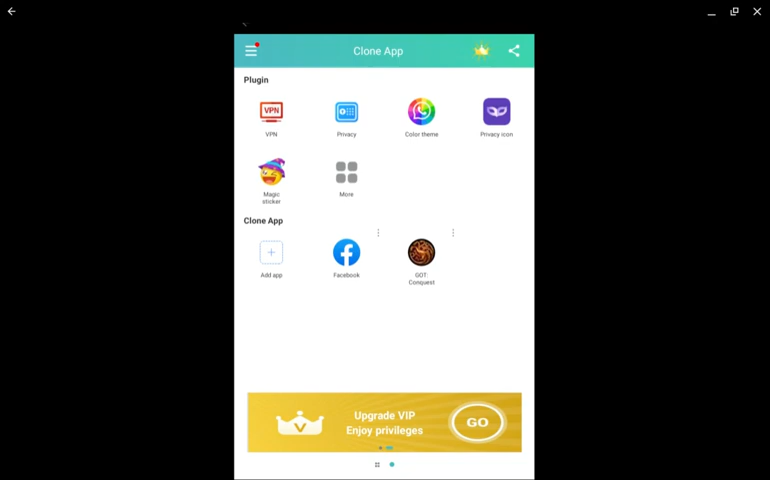 Clone App
Plugin
VPN
VPN
Privacy
Color theme
Privacy icon
Magic
sticker
More
Clone App
Add app
Facebook
GOT:
Conquest
V
Upgrade VIP
Enjoy privileges
GO